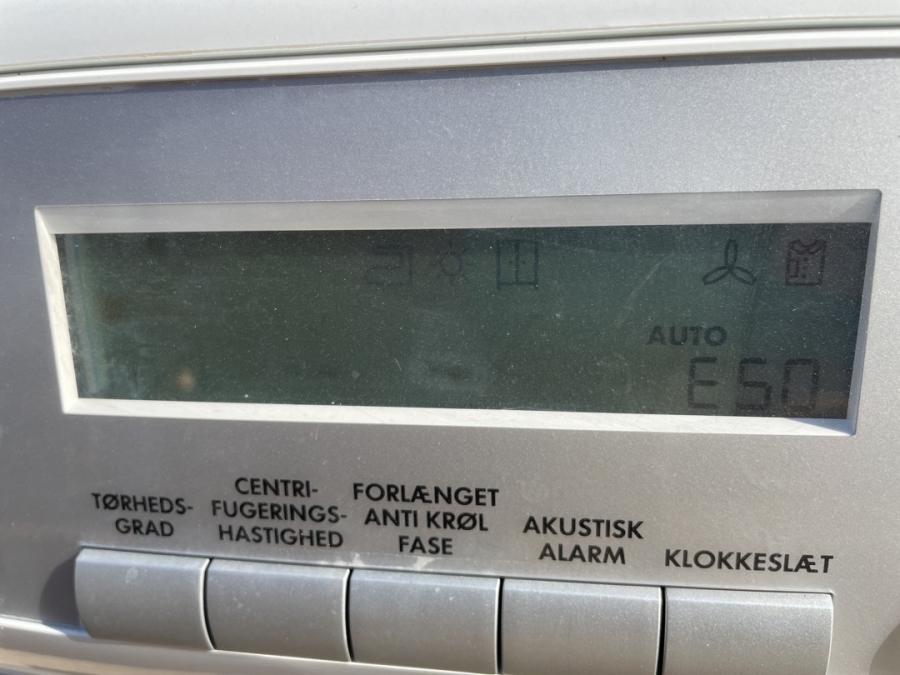 AUTO
E50
TØRHEDS-
GRAD
CENTRI-
FUGERINGS-
HASTIGHED
FORLÆNGET
ANTI KRØL
FASE
AKUSTISK
ALARM
KLOKKESLÆT